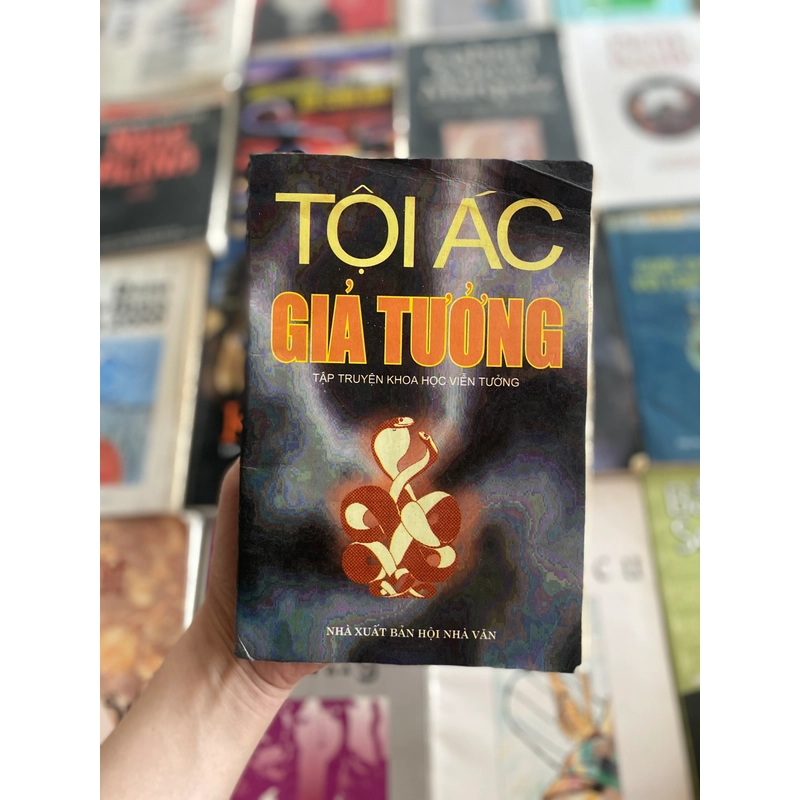 TỘI ÁC
GIẢ TƯỞNG
TẬP TRUYỆN KHOA HỌC VIỄN TƯỞNG
NHÀ XUẤT BẢN HỘI NHÀ VĂN